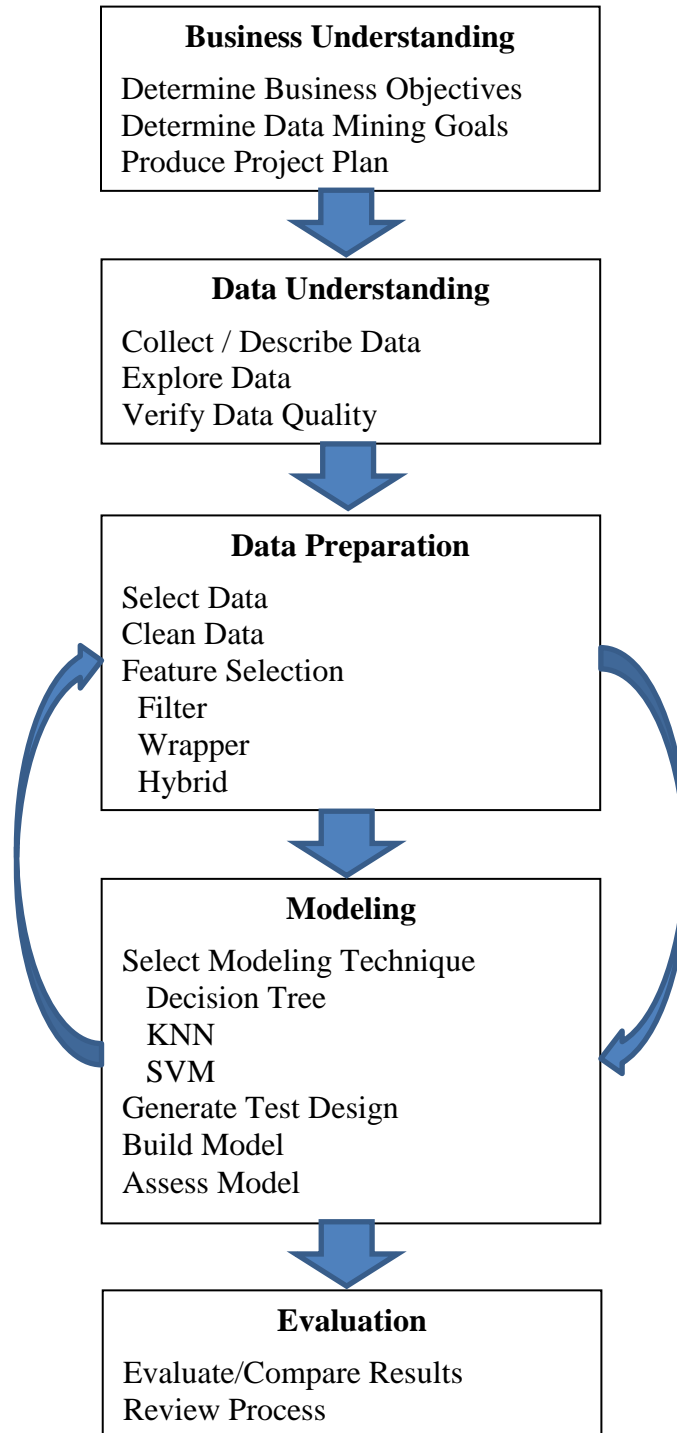 Business Understanding
Determine Business Objectives
Determine Data Mining Goals
Produce Project Plan
Data Understanding
Collect / Describe Data
Explore Data
Verify Data Quality
Data Preparation
Select Data
Clean Data
Feature Selection
Filter
Wrapper
Hybrid
Modeling
Select Modeling Technique
Decision Tree
KNN
SVM
Generate Test Design
Build Model
Assess Model
Evaluation
Evaluate/Compare Results
Review Process